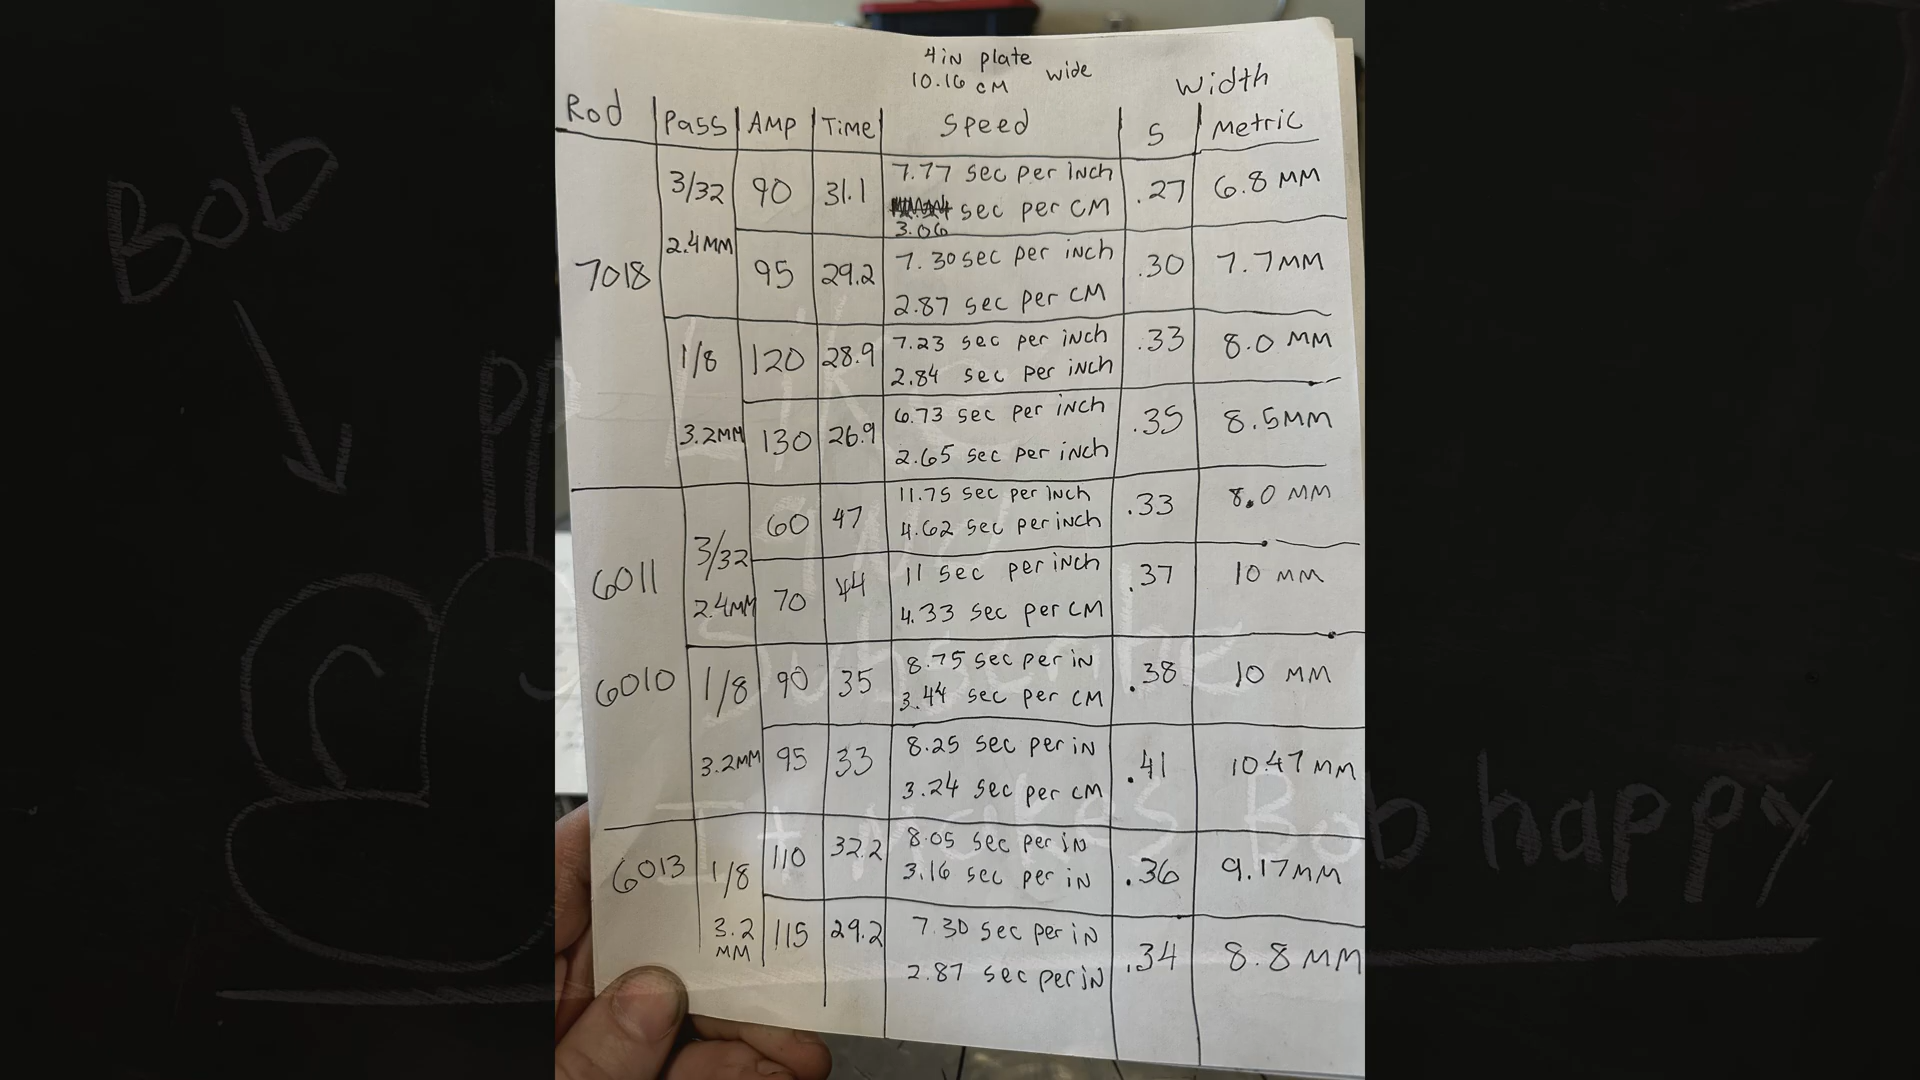 4 in plate wide
10.16 cm
Width
Rod Pass AMP Time Speed S Metric
7018 3/32 90 31.1 7.77 sec per inch .27 6.8 MM
sec per CM
3.06
2.4MM 95 29.2 7.30 sec per inch .30 7.7MM
2.87 sec per CM
1/8 120 28.9 7.23 sec per inch .33 8.0 MM
2.84 sec per inch
3.2MM 130 26.9 6.73 sec per inch .35 8.5MM
2.65 sec per inch
6011 3/32 60 47 11.75 sec per inch .33 8.0 MM
4.62 sec per inch
2.4MM 70 44 11 sec per inch .37 10 MM
4.33 sec per CM
6010 1/8 90 35 8.75 sec per in .38 10 MM
3.44 sec per CM
3.2MM 95 33 8.25 sec per in .41 10.47 MM
3.24 sec per CM
6013 1/8 110 32.2 8.05 sec per in .36 9.17MM
3.16 sec per in
3.2 MM 115 29.2 7.30 sec per in .34 8.8 MM
2.87 sec per in
Bob
Like
And
Subscribe
It makes Bob happy